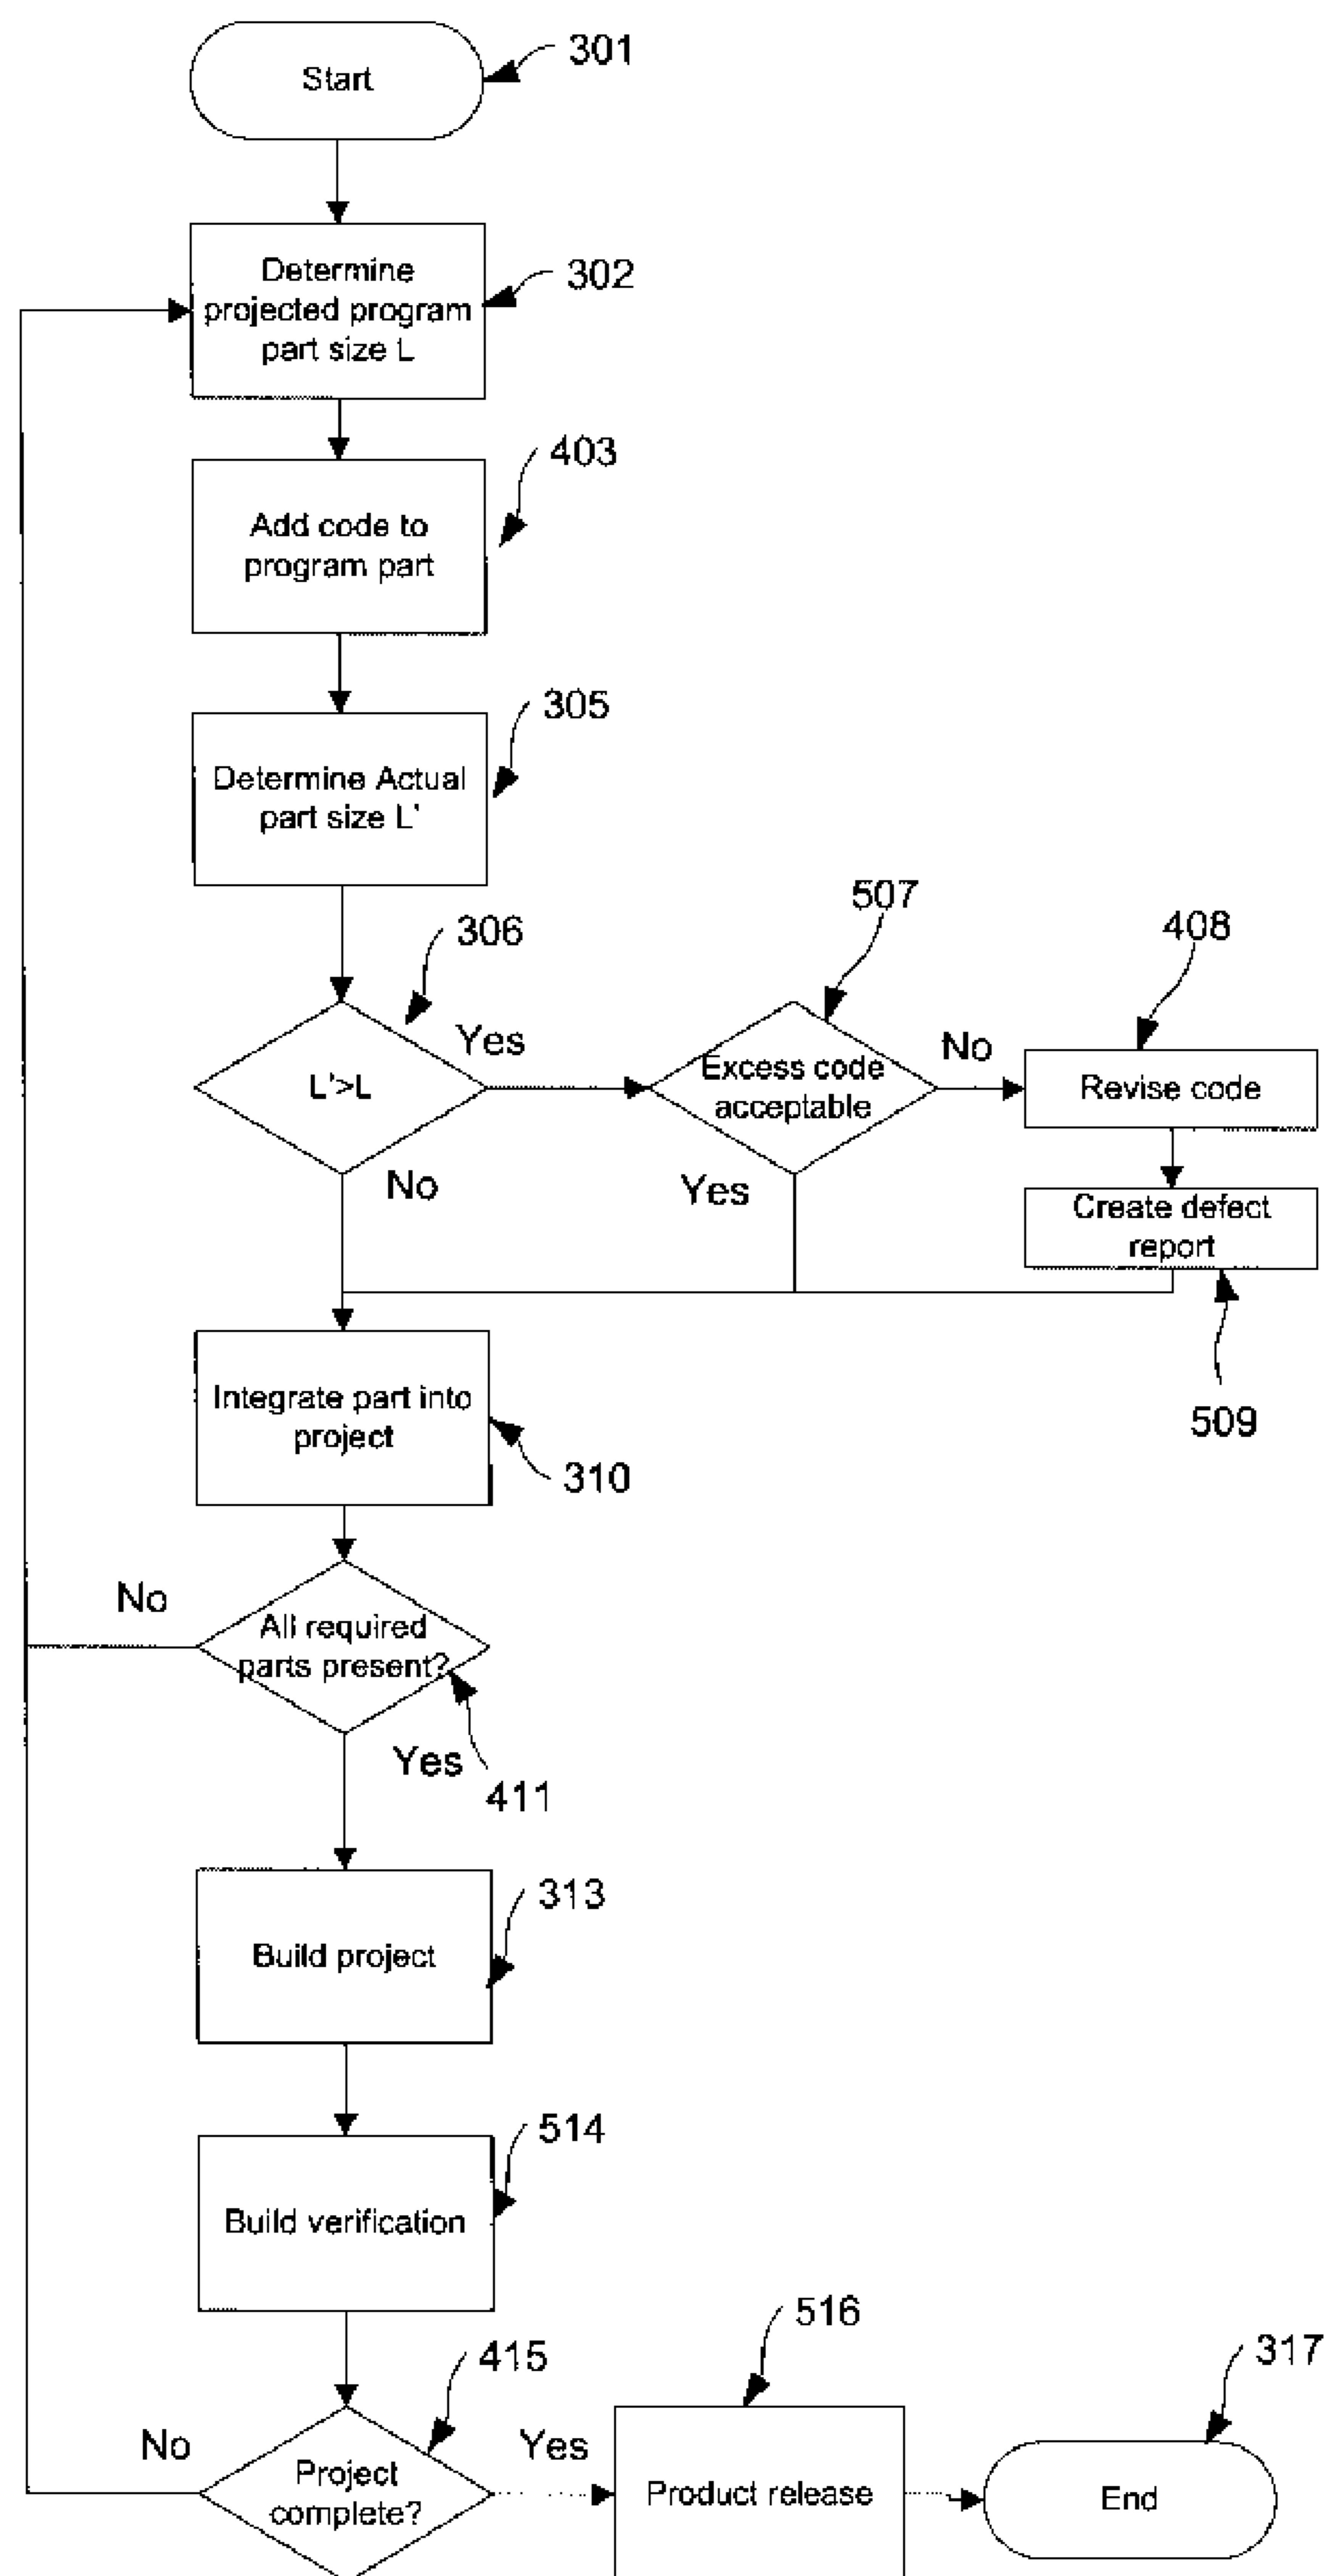 Start
301
Determine
projected program
part size L
302
Add code to
program part
403
Determine Actual
part size L'
305
L'>L
306
Yes
No
Excess code
acceptable
507
No
Yes
Revise code
408
Create defect
report
509
Integrate part into
project
310
All required
parts present?
411
No
Yes
Build project
313
Build verification
514
Project
complete?
415
No
Yes
Product release
516
End
317